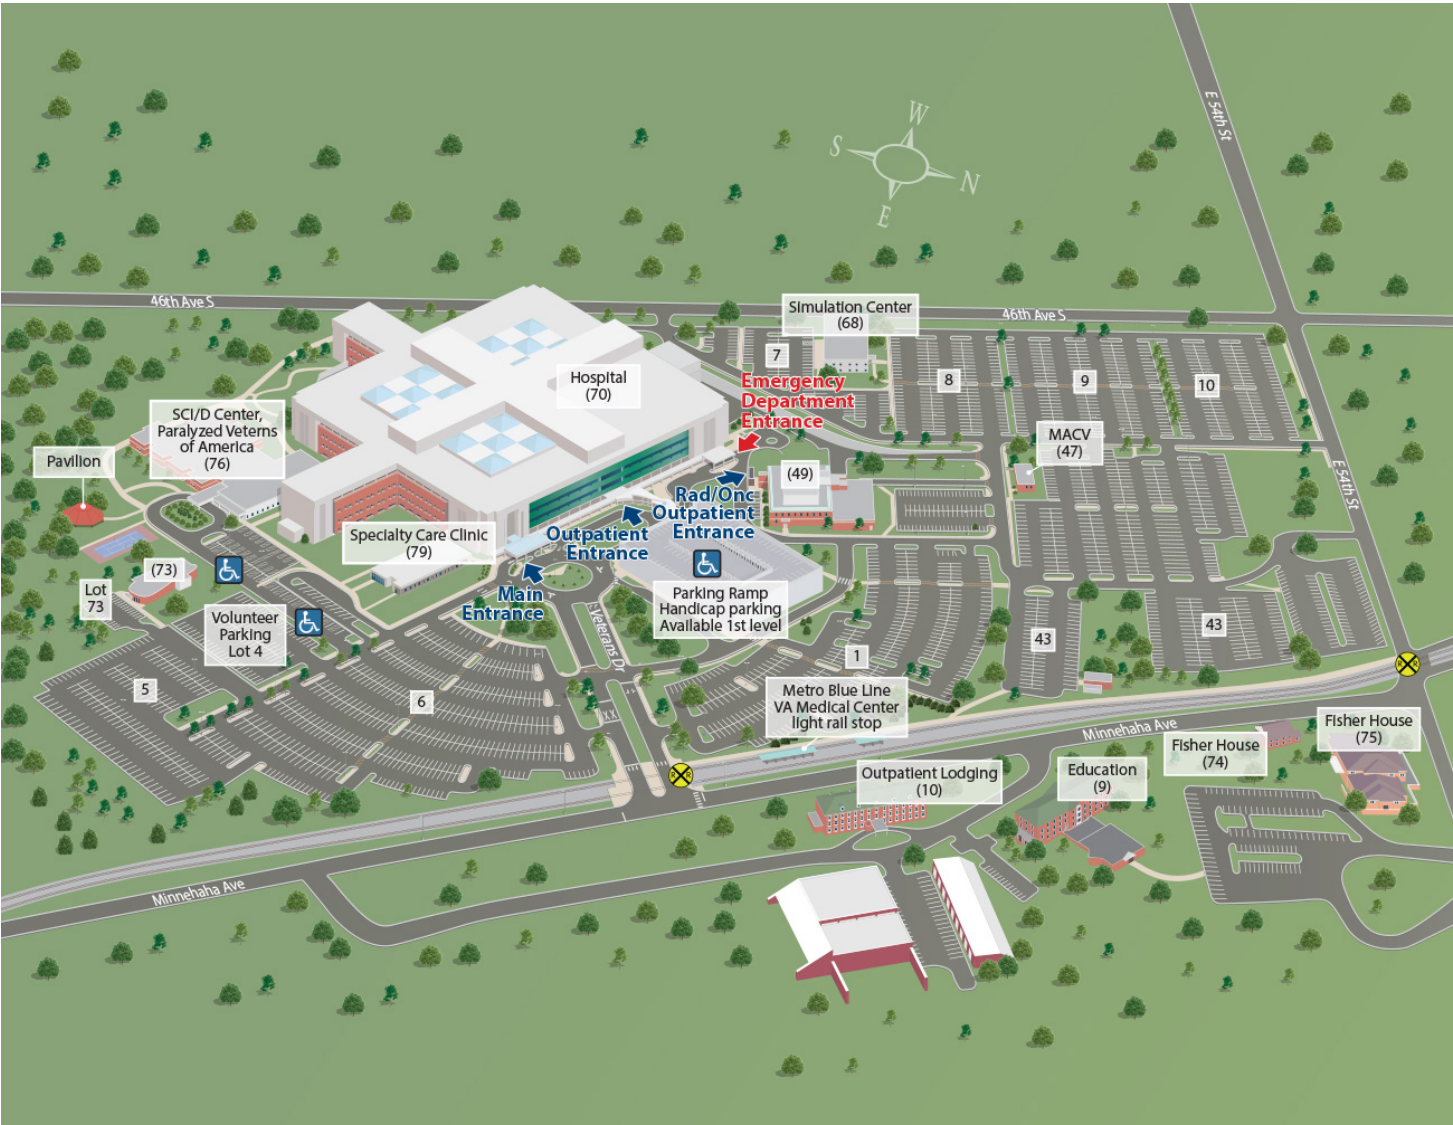 W
S
N
E
E 54th St
46th Ave S
Simulation Center
(68)
46th Ave S
7
8
9
10
Hospital
(70)
Emergency
Department
Entrance
SCI/D Center,
Paralyzed Veterns
of America
(76)
MACV
(47)
Pavilion
(49)
E 54th St
Rad/Onc
Outpatient
Entrance
Outpatient
Entrance
Specialty Care Clinic
(79)
(73)
Lot
73
Main
Entrance
Parking Ramp
Handicap parking
Available 1st level
Volunteer
Parking
Lot 4
1 Veterans Dr
43
43
1
5
6
Metro Blue Line
VA Medical Center
light rail stop
Minnehaha Ave
R R
Fisher House
(75)
Fisher House
(74)
Education
(9)
Outpatient Lodging
(10)
XX
R R
Minnehaha Ave